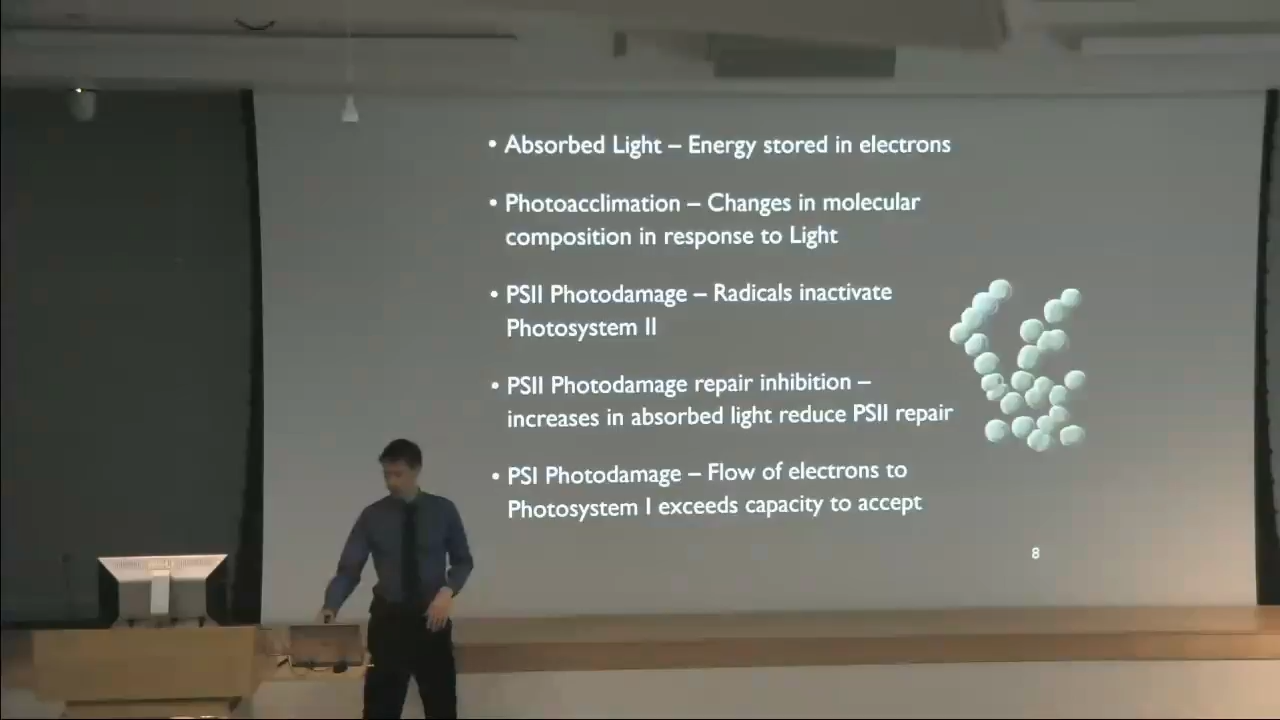 • Absorbed Light – Energy stored in electrons
• Photoacclimation – Changes in molecular
composition in response to Light
• PSII Photodamage – Radicals inactivate
Photosystem II
• PSII Photodamage repair inhibition –
increases in absorbed light reduce PSII repair
• PSI Photodamage – Flow of electrons to
Photosystem I exceeds capacity to accept
8